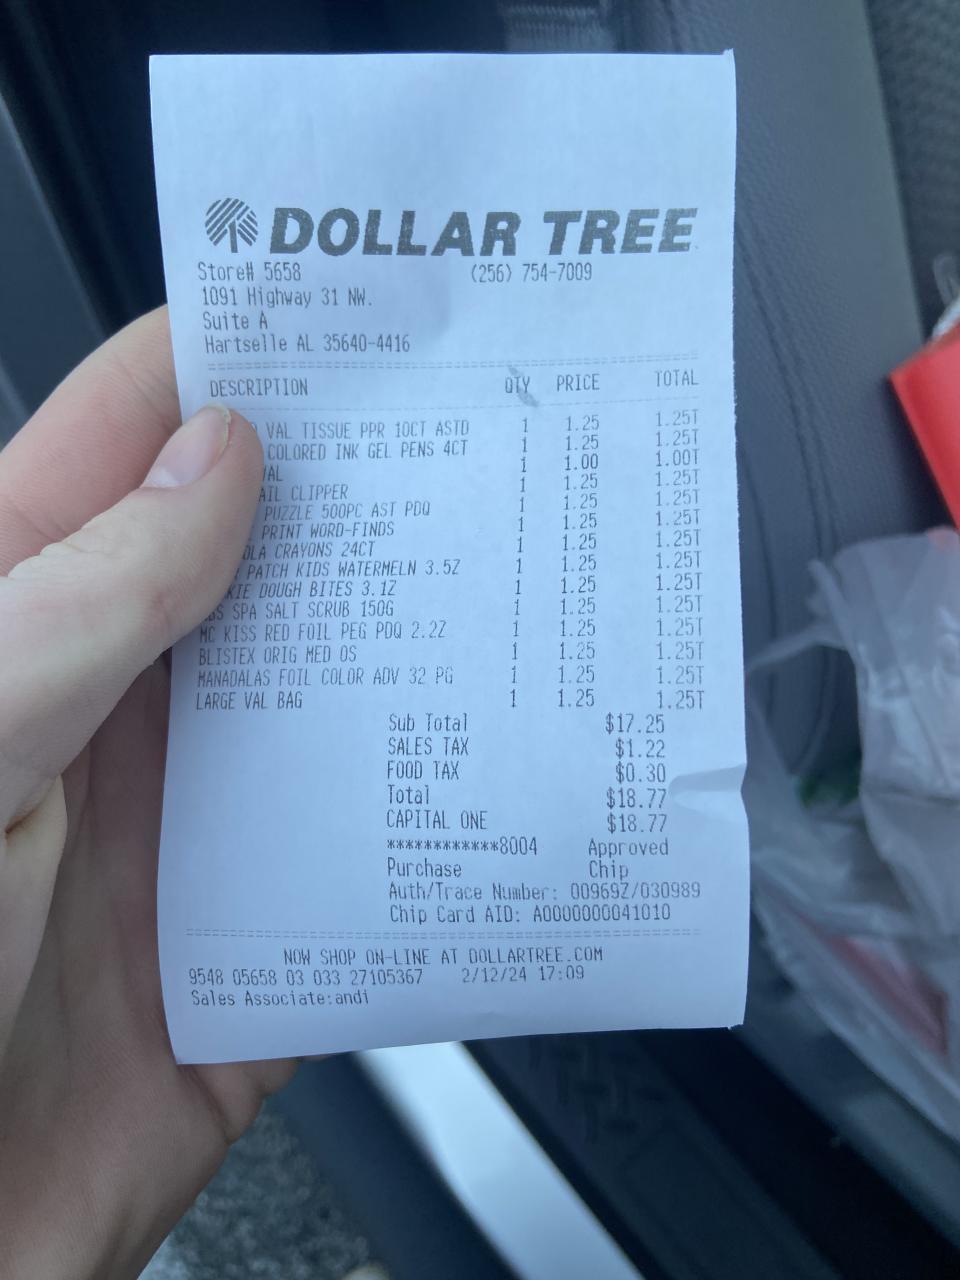 DOLLAR TREE
Store# 5658 (256) 754-7009
1091 Highway 31 NW.
Suite A
Hartselle AL 35640-4416
DESCRIPTION QTY PRICE TOTAL
VAL TISSUE PPR 10CT ASTD 1 1.25 1.25T
COLORED INK GEL PENS 4CT 1 1.25 1.25T
1 1.00 1.00T
CLIPPER 1 1.25 1.25T
PUZZLE 500PC AST PDQ 1 1.25 1.25T
PRINT WORD-FINDS 1 1.25 1.25T
CRAYONS 24CT 1 1.25 1.25T
PATCH KIDS WATERMELN 3.5Z 1 1.25 1.25T
DOUGH BITES 3.1Z 1 1.25 1.25T
SPA SALT SCRUB 150G 1 1.25 1.25T
MC KISS RED FOIL PEG PDQ 2.2Z 1 1.25 1.25T
BLISTEX ORIG MED OS 1 1.25 1.25T
MANADALAS FOIL COLOR ADV 32 PG 1 1.25 1.25T
LARGE VAL BAG 1 1.25 1.25T
Sub Total $17.25
SALES TAX $1.22
FOOD TAX $0.30
Total $18.77
CAPITAL ONE $18.77
************8004 Approved
Purchase Chip
Auth/Trace Number: 00969Z/030989
Chip Card AID: A0000000041010
NOW SHOP ON-LINE AT DOLLARTREE.COM
9548 05658 03 033 27105367 2/12/24 17:09
Sales Associate:andi